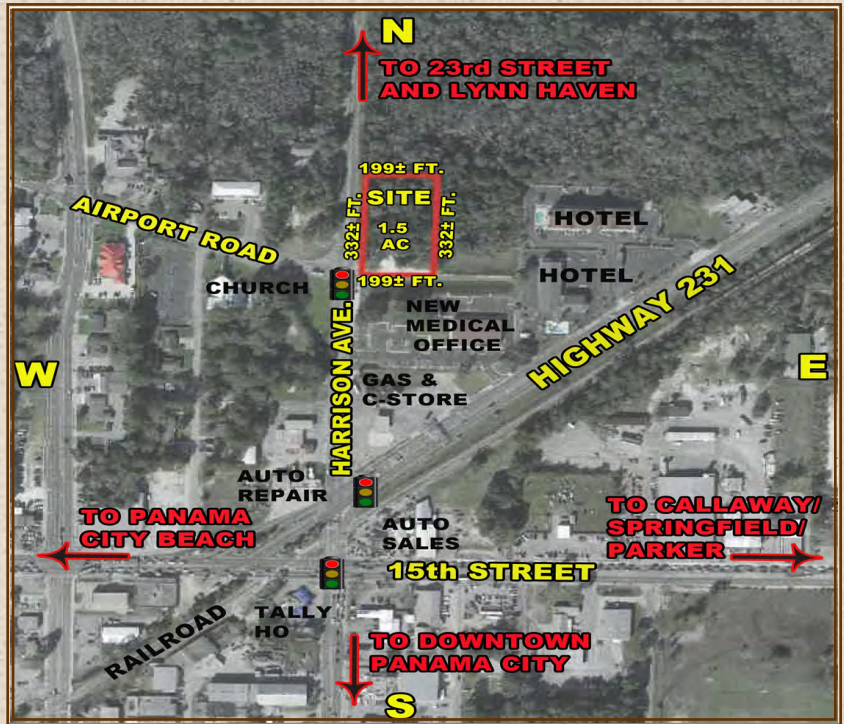 N
TO 23rd STREET
AND LYNN HAVEN
199± FT.
SITE
1.5
AC
332± FT.
332± FT.
199± FT.
AIRPORT ROAD
HOTEL
HOTEL
CHURCH
NEW
MEDICAL
OFFICE
HIGHWAY 231
W
E
HARRISON AVE.
GAS &
C-STORE
AUTO
REPAIR
TO PANAMA
CITY BEACH
AUTO
SALES
TO CALLAWAY/
SPRINGFIELD/
PARKER
15th STREET
RAILROAD
TALLY
HO
TO DOWNTOWN
PANAMA CITY
S